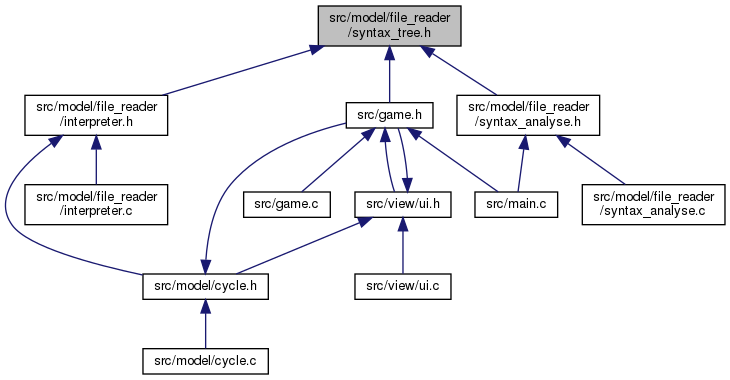 src/model/file_reader
/syntax_tree.h
src/model/file_reader
/interpreter.h
src/game.h
src/model/file_reader
/syntax_analyse.h
src/model/file_reader
/interpreter.c
src/game.c
src/view/ui.h
src/main.c
src/model/file_reader
/syntax_analyse.c
src/model/cycle.h
src/view/ui.c
src/model/cycle.c